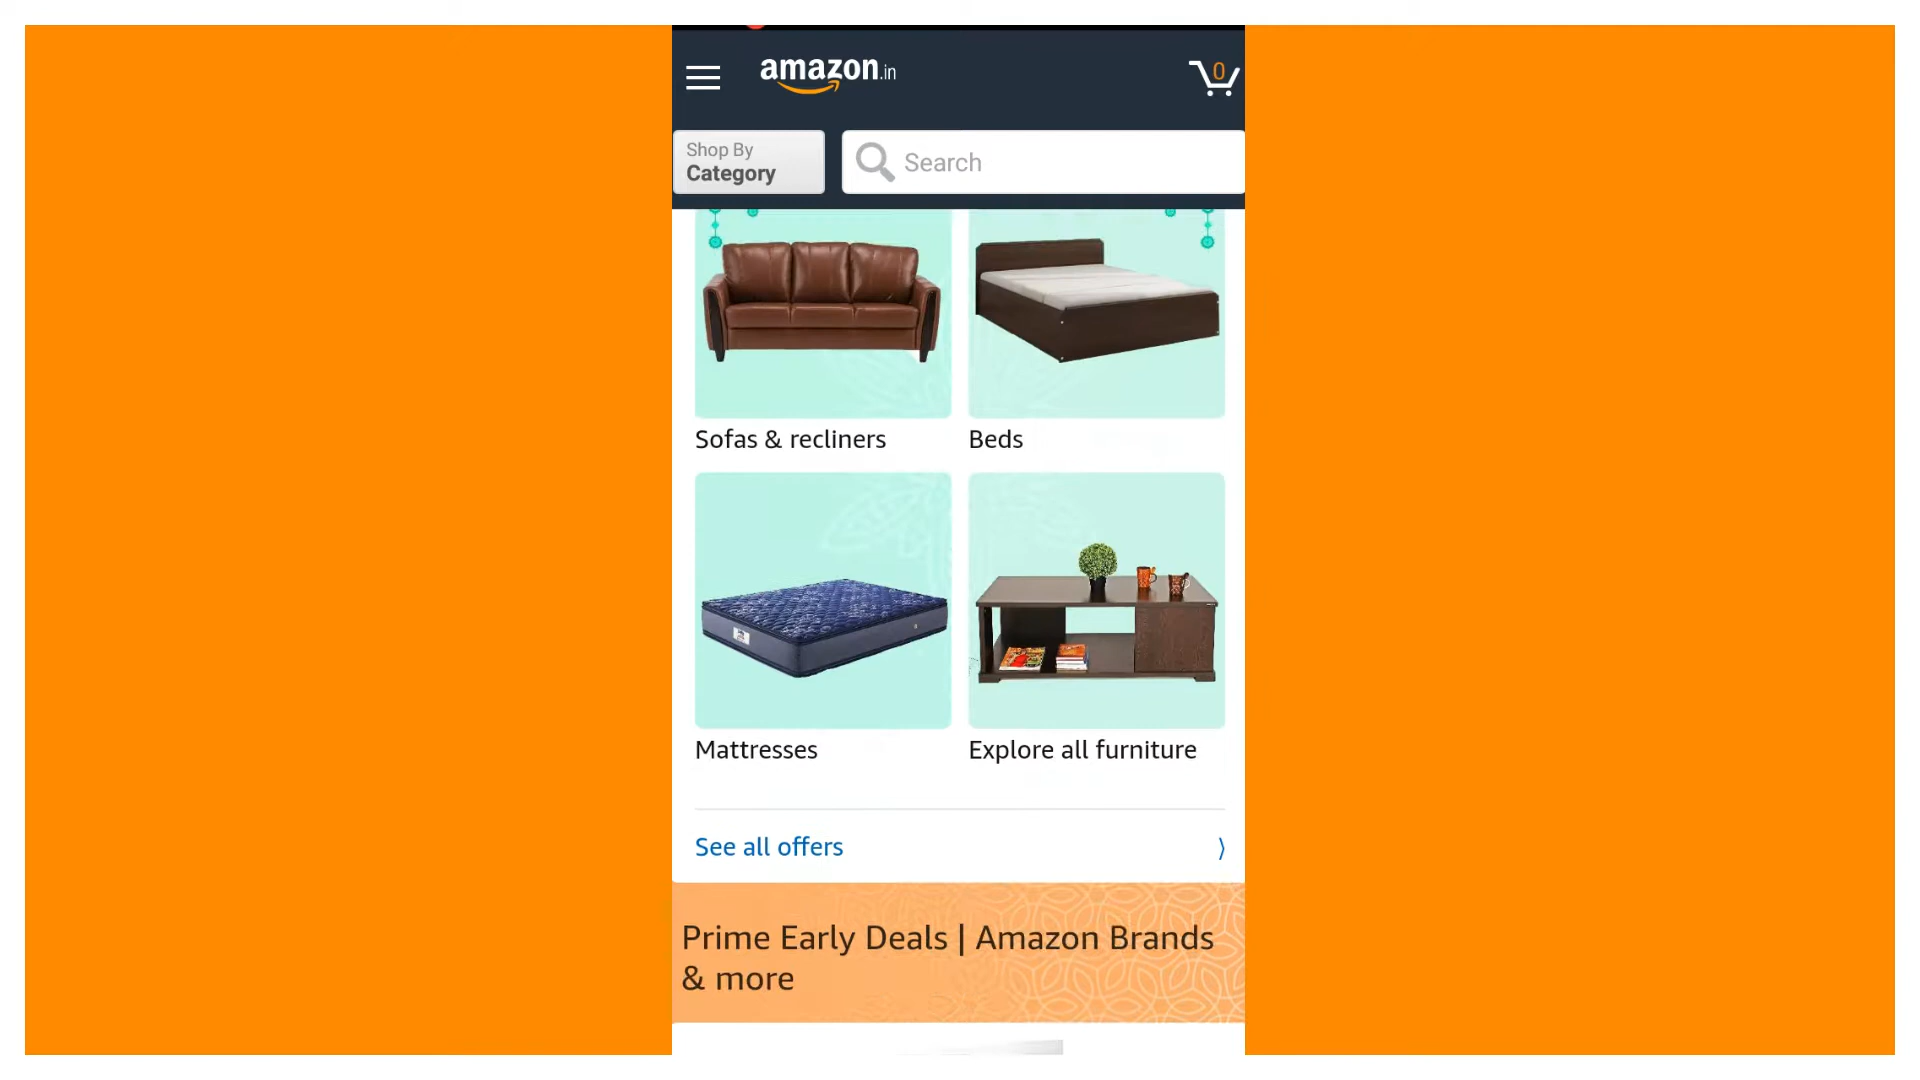 amazon.in
0
Shop By
Category
Search
Sofas & recliners
Beds
Mattresses
Explore all furniture
See all offers
Prime Early Deals | Amazon Brands
& more